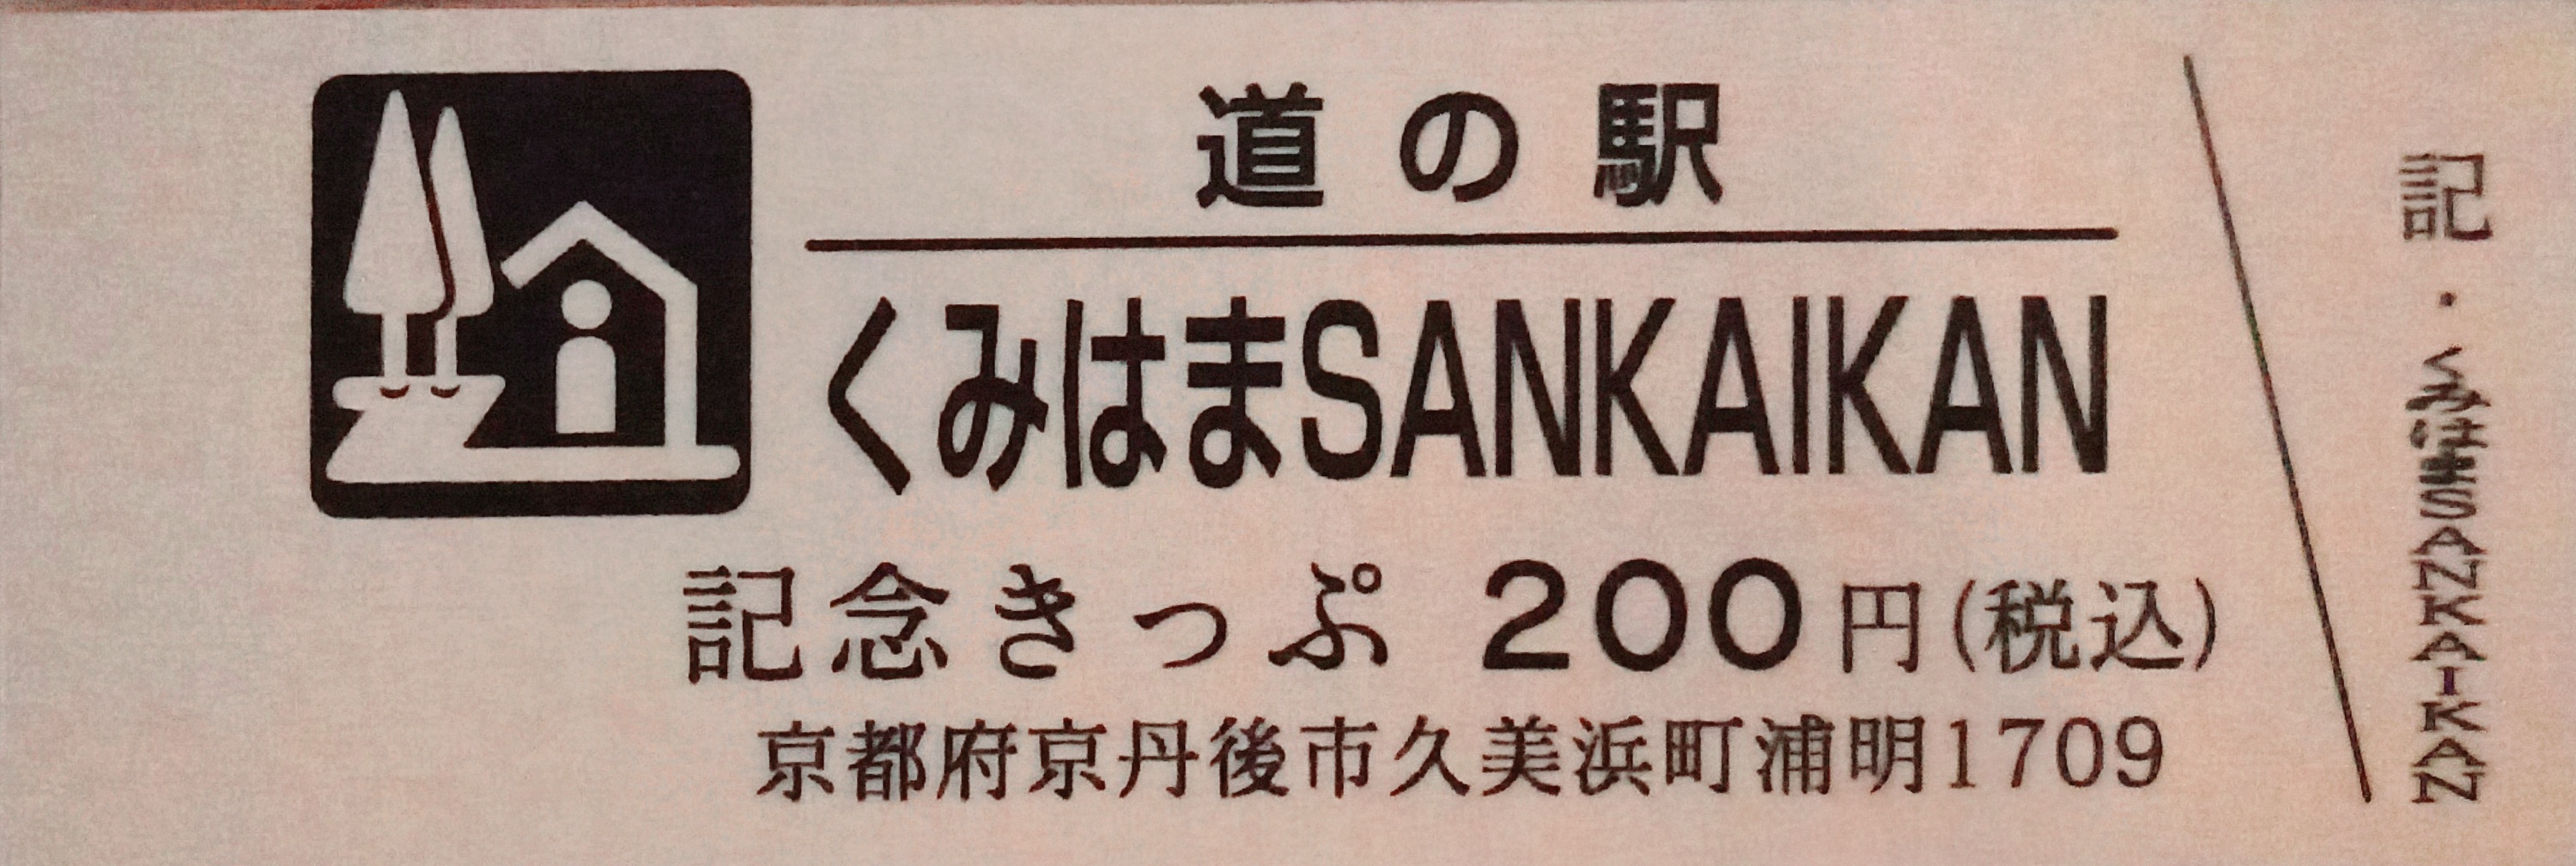 道の駅
くみはまSANKAIKAN
記念きっぷ 200円(税込)
京都府京丹後市久美浜町浦明1709
記・くみはまSANKAIKAN